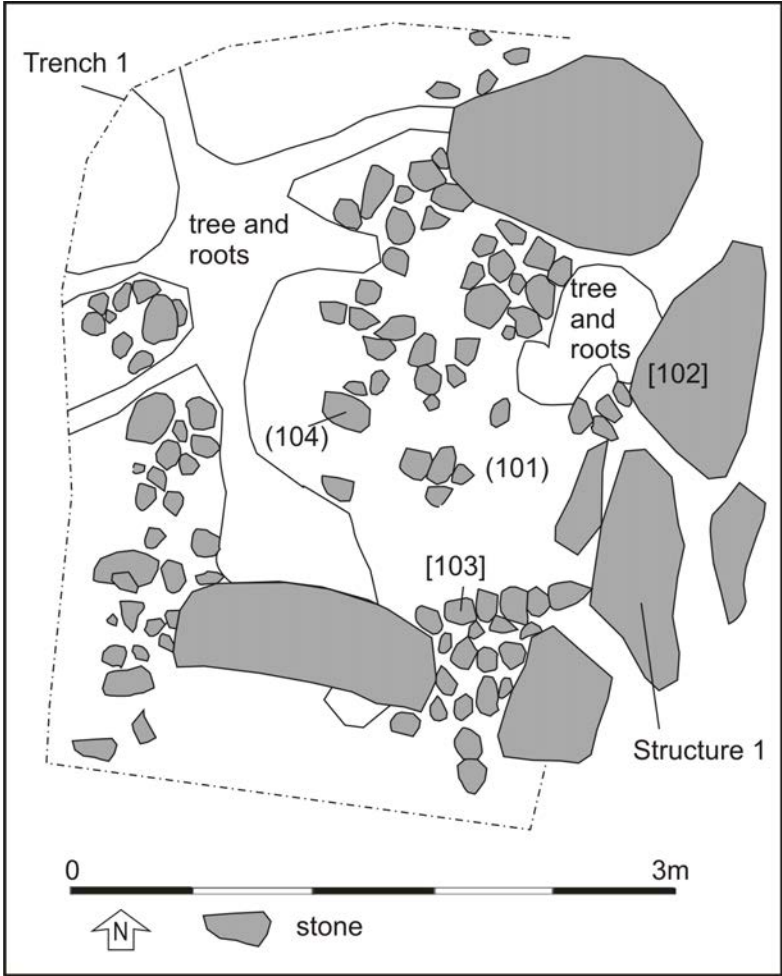 Trench 1
tree and
roots
tree
and
roots
[102]
(104)
(101)
[103]
Structure 1
0
3m
N
stone